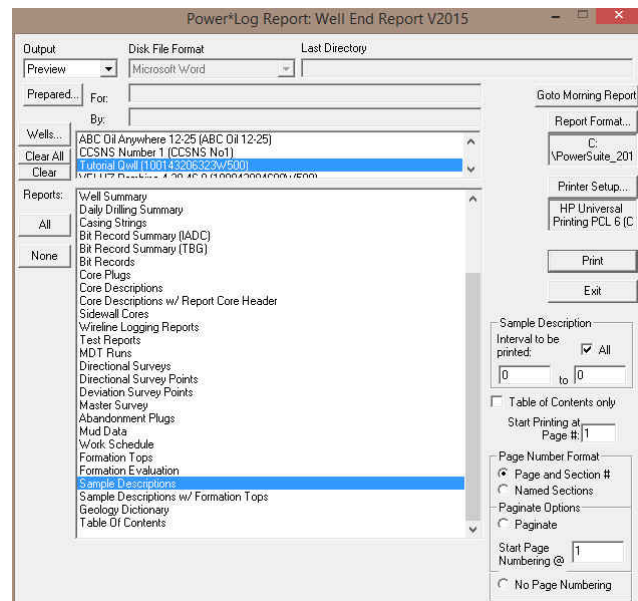 Power*Log Report: Well End Report V2015
Output
Disk File Format
Last Directory
Preview
Microsoft Word
Prepared...
For:
By:
Goto Morning Report
Wells...
Clear All
Clear
ABC Oil Anywhere 12-25 (ABC Oil 12-25)
CCSNS Number 1 (CCSNS No1)
Tutorial Qwll (100143206323W500)
Report Format...
C:
\PowerSuite_201
Printer Setup...
HP Universal
Printing PCL 6 (C
Print
Exit
Reports:
All
None
Well Summary
Daily Drilling Summary
Casing Strings
Bit Record Summary (IADC)
Bit Record Summary (TBG)
Bit Records
Core Plugs
Core Descriptions
Core Descriptions w/ Report Core Header
Sidewall Cores
Wireline Logging Reports
Test Reports
MDT Runs
Directional Surveys
Directional Survey Points
Deviation Survey Points
Master Survey
Abandonment Plugs
Mud Data
Work Schedule
Formation Tops
Formation Evaluation
Sample Descriptions
Sample Descriptions w/ Formation Tops
Geology Dictionary
Table Of Contents
Sample Description
Interval to be
printed:
All
0 to 0
Table of Contents only
Start Printing at
Page #: 1
Page Number Format
Page and Section #
Named Sections
Paginate Options
Paginate
Start Page
Numbering @ 1
No Page Numbering